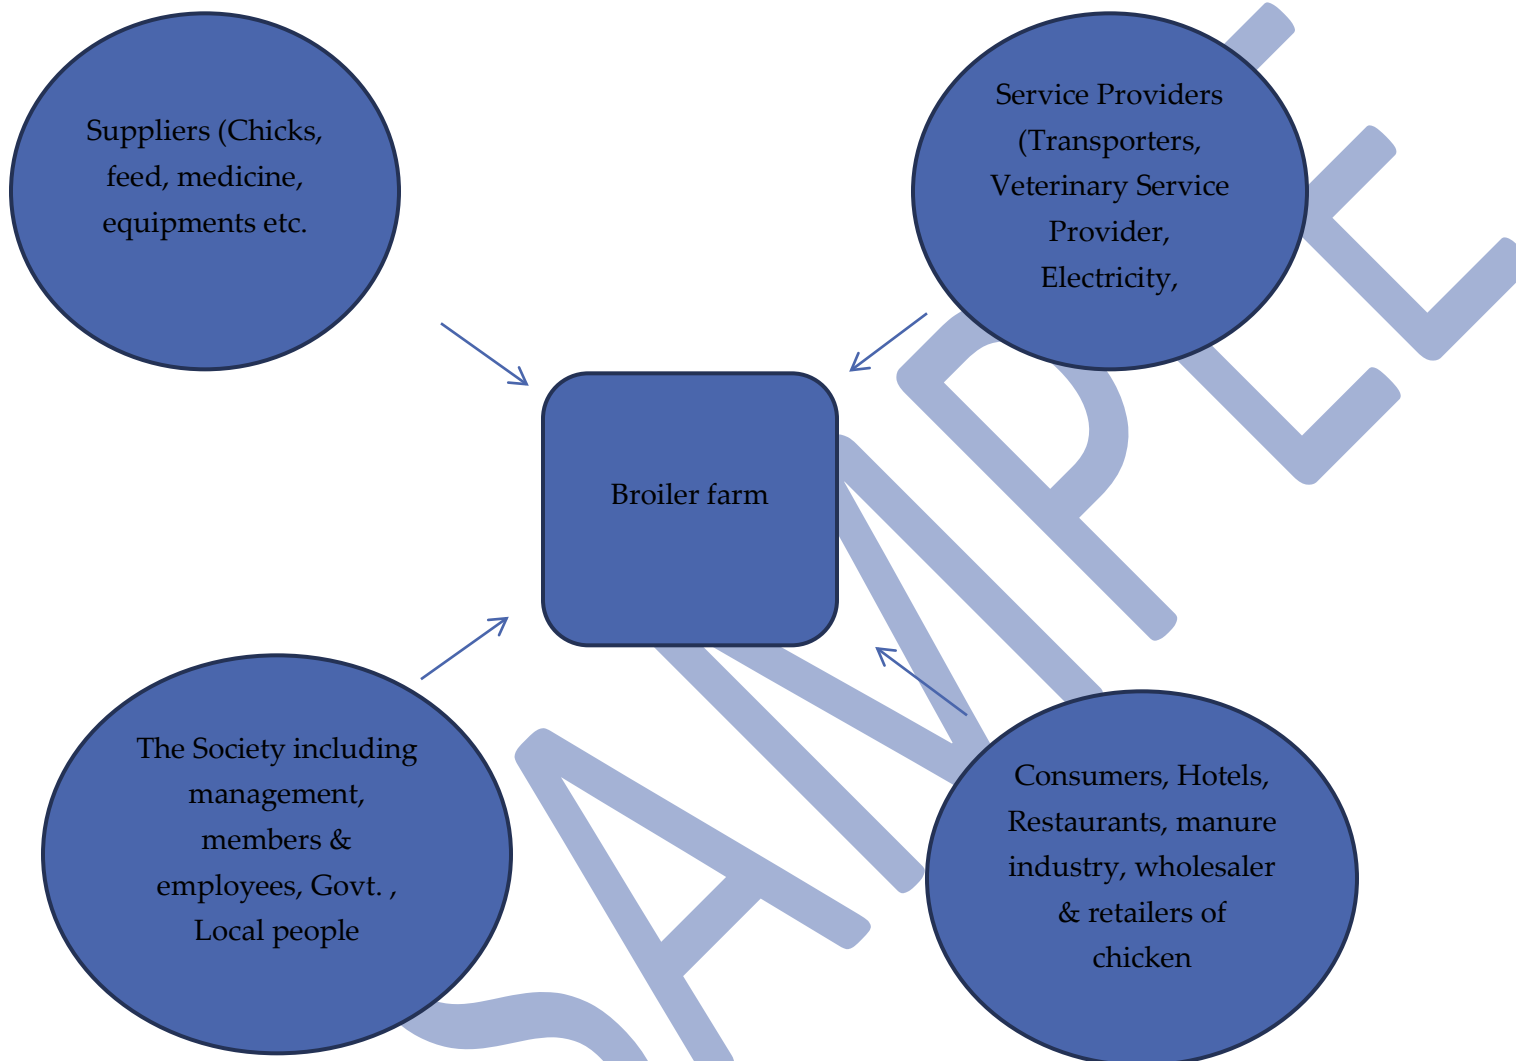 Suppliers (Chicks,
feed, medicine,
equipments etc.
Service Providers
(Transporters,
Veterinary Service
Provider,
Electricity,
Broiler farm
The Society including
management,
members &
employees, Govt. ,
Local people
Consumers, Hotels,
Restaurants, manure
industry, wholesaler
& retailers of
chicken
SAMPLE